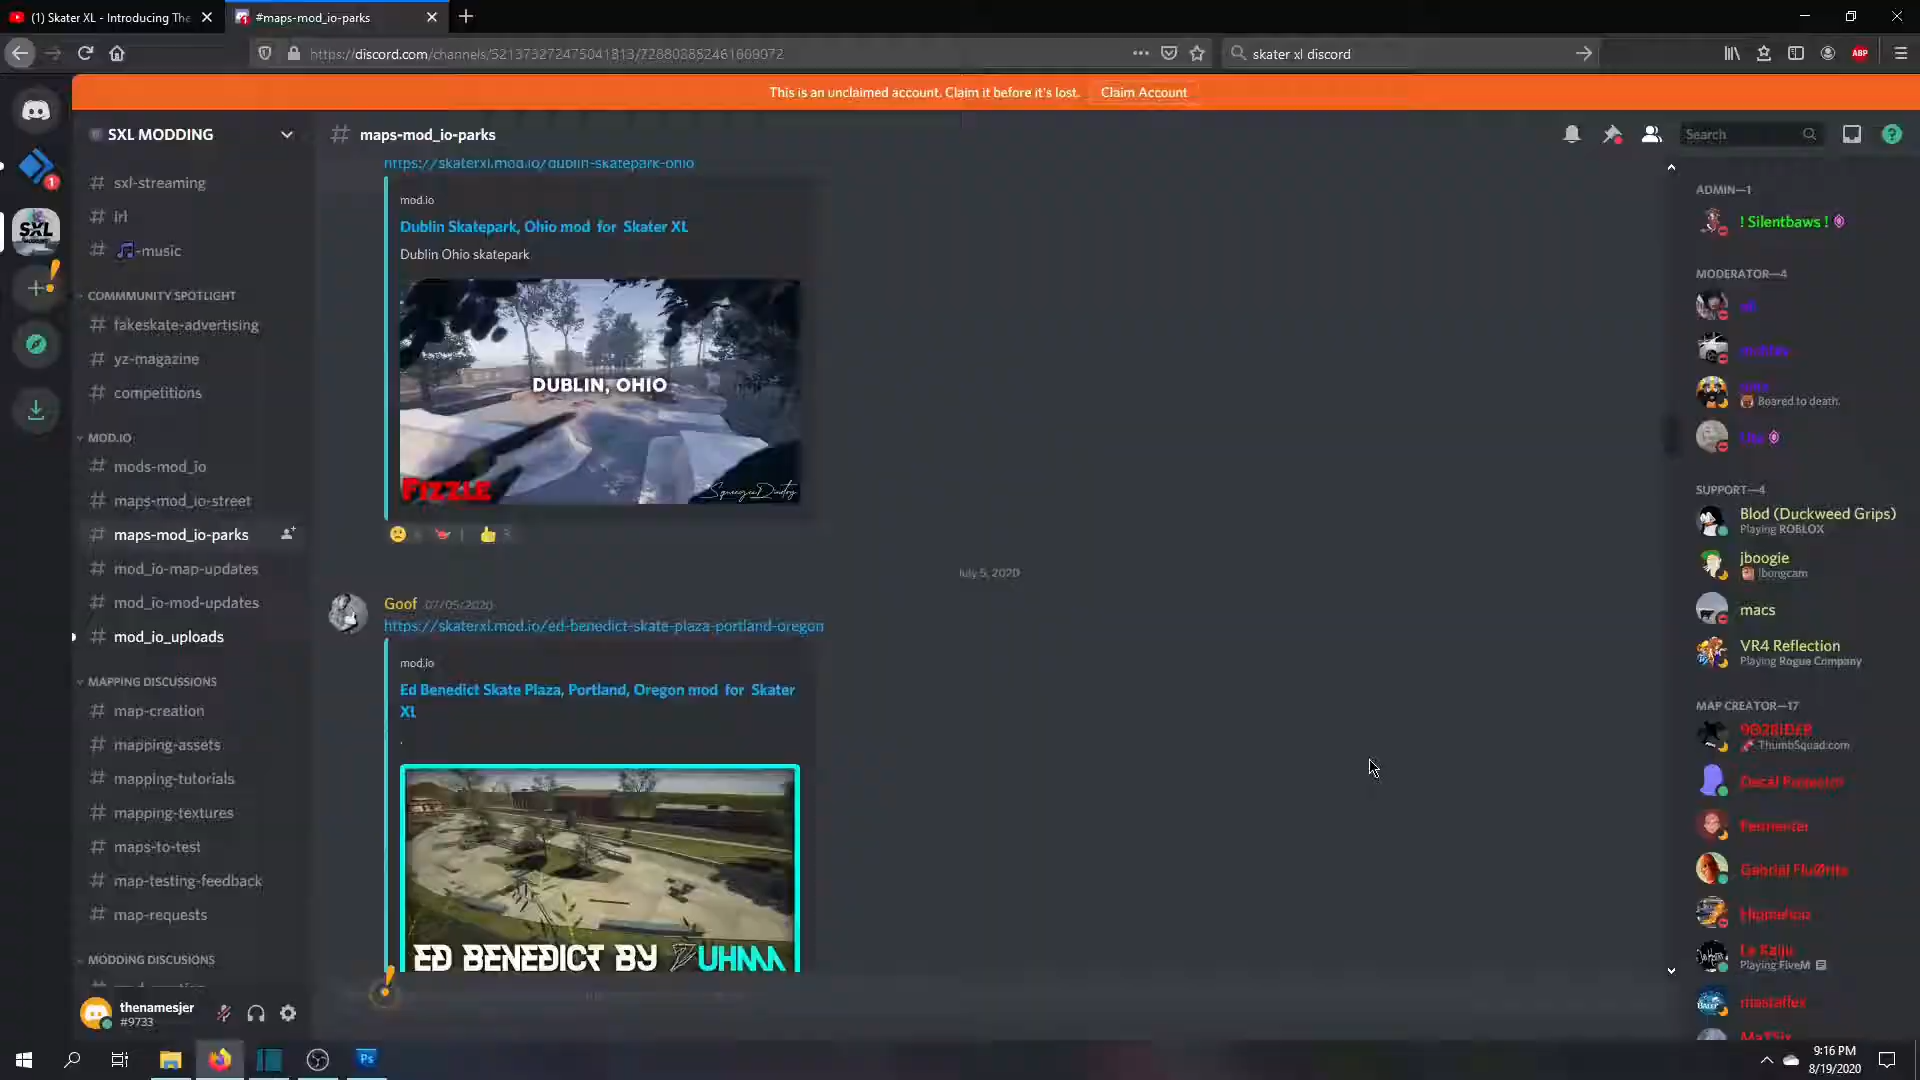 (1) Skater XL - Introducing The
#maps-mod_io-parks
https://discord.com/channels/521373272475041813/728803852461009072
skater xl discord
ABP
This is an unclaimed account. Claim it before it's lost.
Claim Account
SXL MODDING
# maps-mod_io-parks
Search
1
SXL
# sxl-streaming
# irl
# -music
COMMMUNITY SPOTLIGHT
# fakeskate-advertising
# yz-magazine
# competitions
MOD.IO
# mods-mod_io
# maps-mod_io-street
# maps-mod_io-parks
# mod_io-map-updates
# mod_io-mod-updates
# mod_io_uploads
MAPPING DISCUSSIONS
# map-creation
# mapping-assets
# mapping-tutorials
# mapping-textures
# maps-to-test
# map-testing-feedback
# map-requests
MODDING DISCUSIONS
thenamesjer
#9733
https://skaterxl.mod.io/dublin-skatepark-ohio
mod.io
Dublin Skatepark, Ohio mod for Skater XL
Dublin Ohio skatepark
DUBLIN, OHIO
FIZZLE
July 5, 2020
Goof 07/05/2020
https://skaterxl.mod.io/ed-benedict-skate-plaza-portland-oregon
mod.io
Ed Benedict Skate Plaza, Portland, Oregon mod for Skater
XL
.
ED BENEDICT BY ZUHMA
ADMIN—1
! Silentbaws !
MODERATOR—4
Boared to death.
SUPPORT—4
Blod (Duckweed Grips)
Playing ROBLOX
jboogie
macs
VR4 Reflection
Playing Rogue Company
MAP CREATOR—17
ThumbSquad.com
Fermenter
Playing FiveM
Ps
9:16 PM
8/19/2020